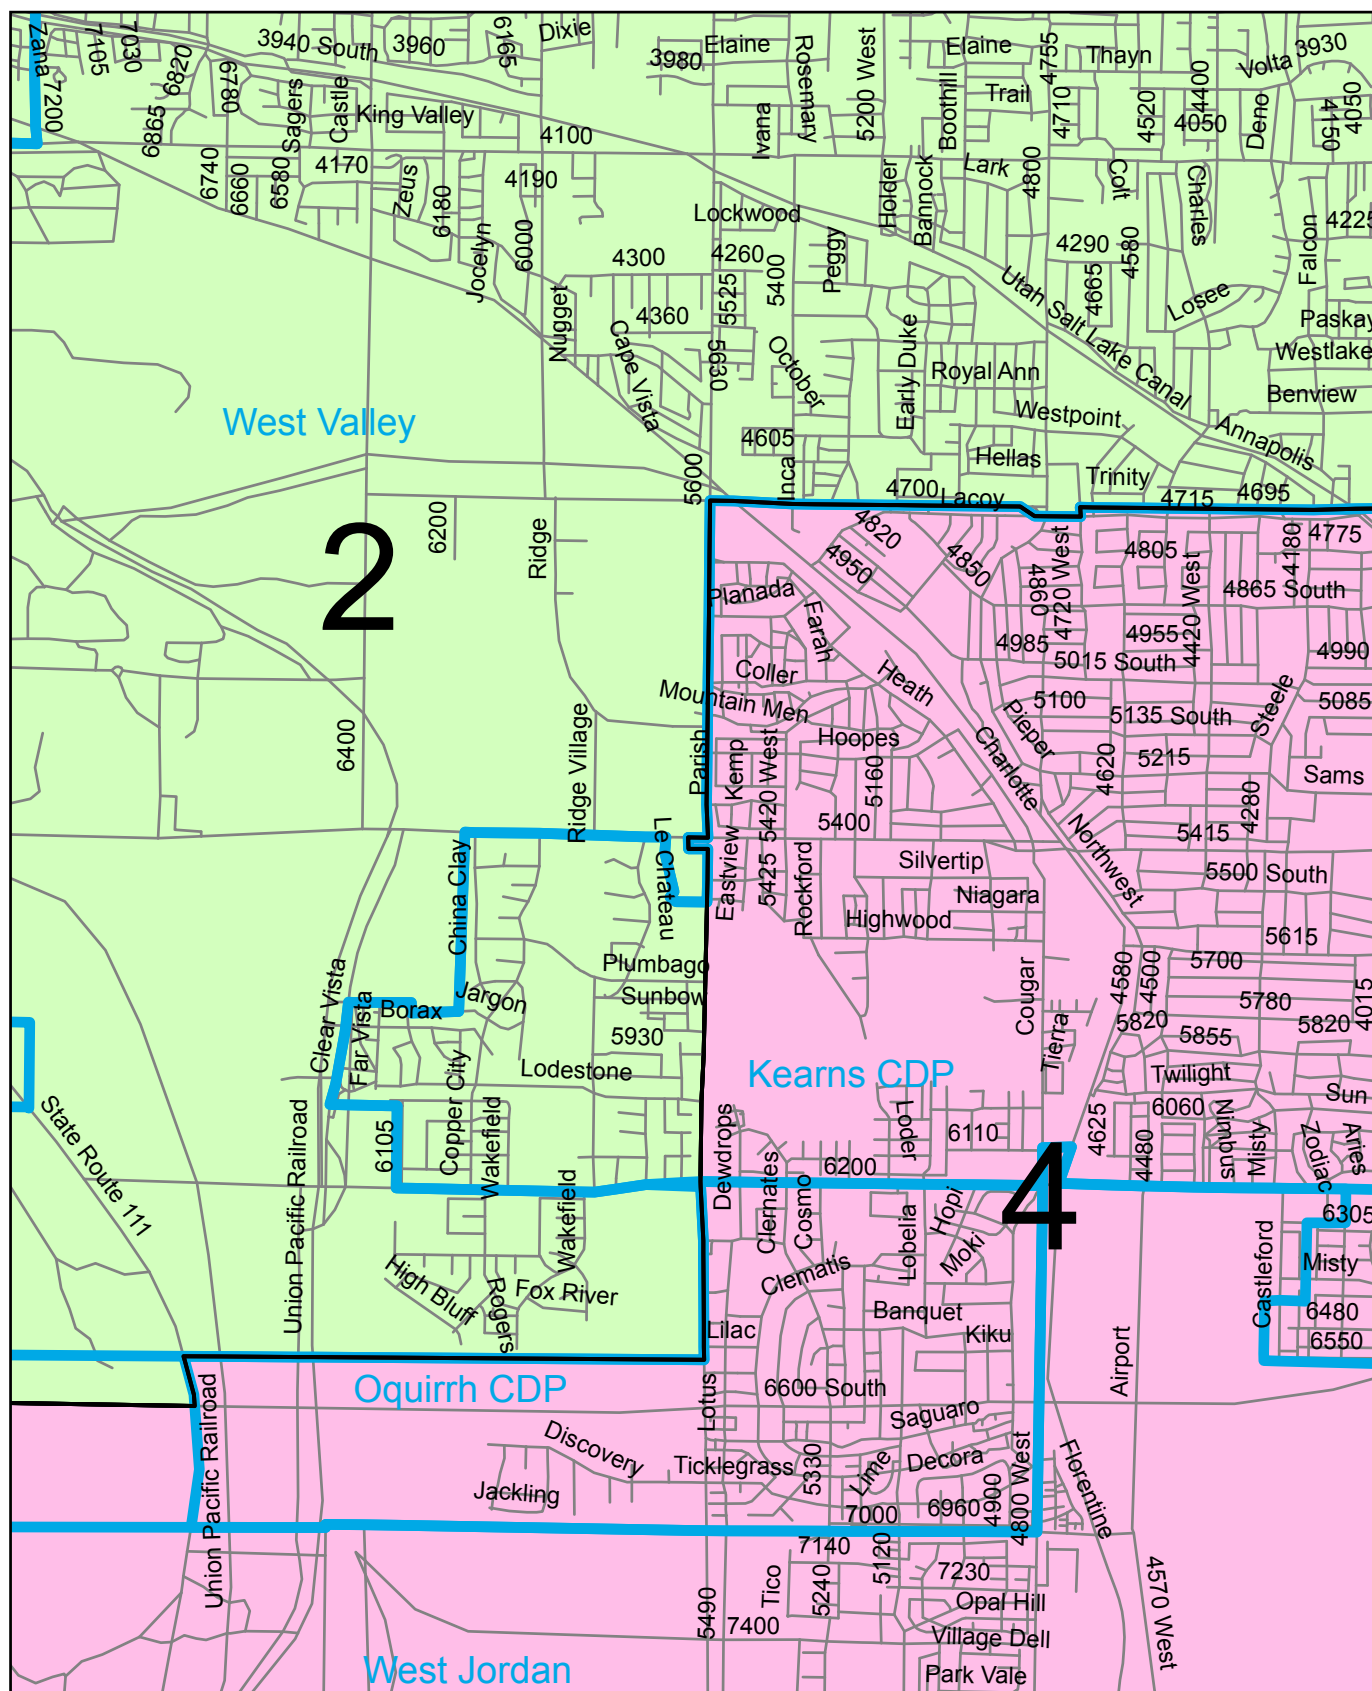 Zana
7105
7030
6820
3940 South
3960
6165
Dixie
3980
Elaine
Rosemary
5200 West
Elaine
4755
Thayn
Volta
3930
7200
6865
6780
Sagers
Castle
King Valley
4100
Ivana
Boothill
Trail
4710
4520
4400
4050
Deno
4150
4050
6740
6660
6580
4170
Zeus
6180
4190
Holder
Bannock
Lark
4800
Colt
Charles
Lockwood
Falcon
4225
Jocelyn
6000
4300
4260
5400
Peggy
4290
4580
Nugget
4360
5525
4665
Losee
Utah Salt Lake Canal
Paskay
Cape Vista
5630
October
Early Duke
Royal Ann
Westlake
Benview
West Valley
4605
Westpoint
Annapolis
5600
Inca
Hellas
Trinity
4700
Lacoy
4715
4695
2
6200
Ridge
4820
4950
4850
4860
4720 West
4805
4420 West
4180
4775
4865 South
Planada
Farah
4985
4955
4990
5015 South
Coller
Heath
Mountain Men
5100
Pieper
5135 South
Steele
5085
6400
Ridge Village
Parish
Kemp
5420 West
Hoopes
5160
Charlotte
4620
5215
Sams
4280
5400
Northwest
5415
Le Chateau
China Clay
Eastview
5425
Rockford
Silvertip
5500 South
Niagara
Highwood
5615
Plumbago
Clear Vista
Far Vista
Borax
Jargon
Sunbow
Cougar
4580
4500
5700
5780
4015
5930
Tierra
5820
5855
5820
Lodestone
Kearns CDP
Twilight
Sun
State Route 111
Union Pacific Railroad
6105
Copper City
Wakefield
Dewdrops
Loder
6110
4625
6060
4480
Nimbus
Misty
Zodiac
Aries
6200
4
Clemates
Cosmo
Wakefield
Lobelia
Hopi
Moki
6305
Castleford
Misty
High Bluff
Rogers
Fox River
Clematis
Banquet
6480
6550
Lilac
Kiku
Airport
Oquirrh CDP
6600 South
Lotus
Saguaro
Union Pacific Railroad
Discovery
Ticklegrass
5330
Lime
Decora
4900
4800 West
Florentine
Jackling
7000
6960
7140
5120
7230
4570 West
Tico
5240
Opal Hill
5490
7400
Village Dell
West Jordan
Park Vale